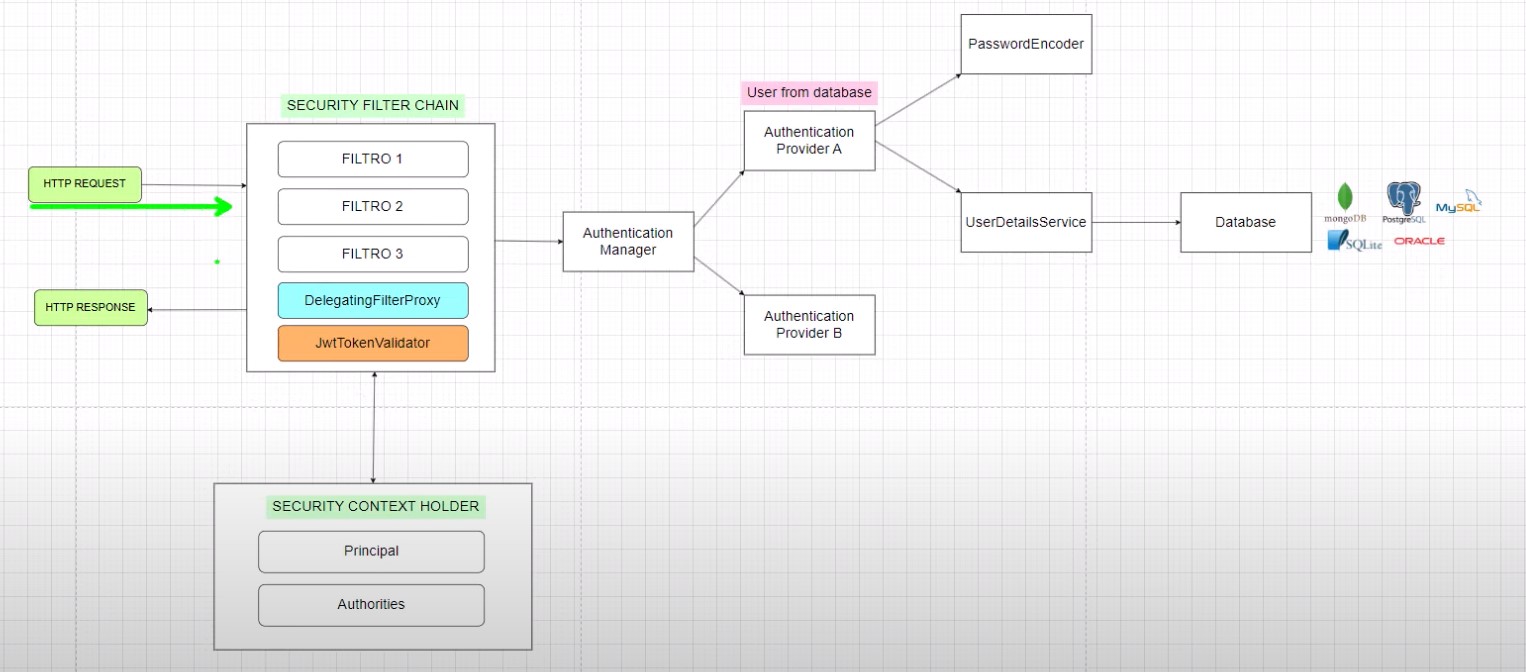 PasswordEncoder
User from database
SECURITY FILTER CHAIN
Authentication
Provider A
FILTRO 1
HTTP REQUEST
FILTRO 2
UserDetailsService
Database
mongoDB
PostgreSQL
MySQL
SQLite
ORACLE
Authentication
Manager
FILTRO 3
DelegatingFilterProxy
HTTP RESPONSE
JwtTokenValidator
Authentication
Provider B
SECURITY CONTEXT HOLDER
Principal
Authorities